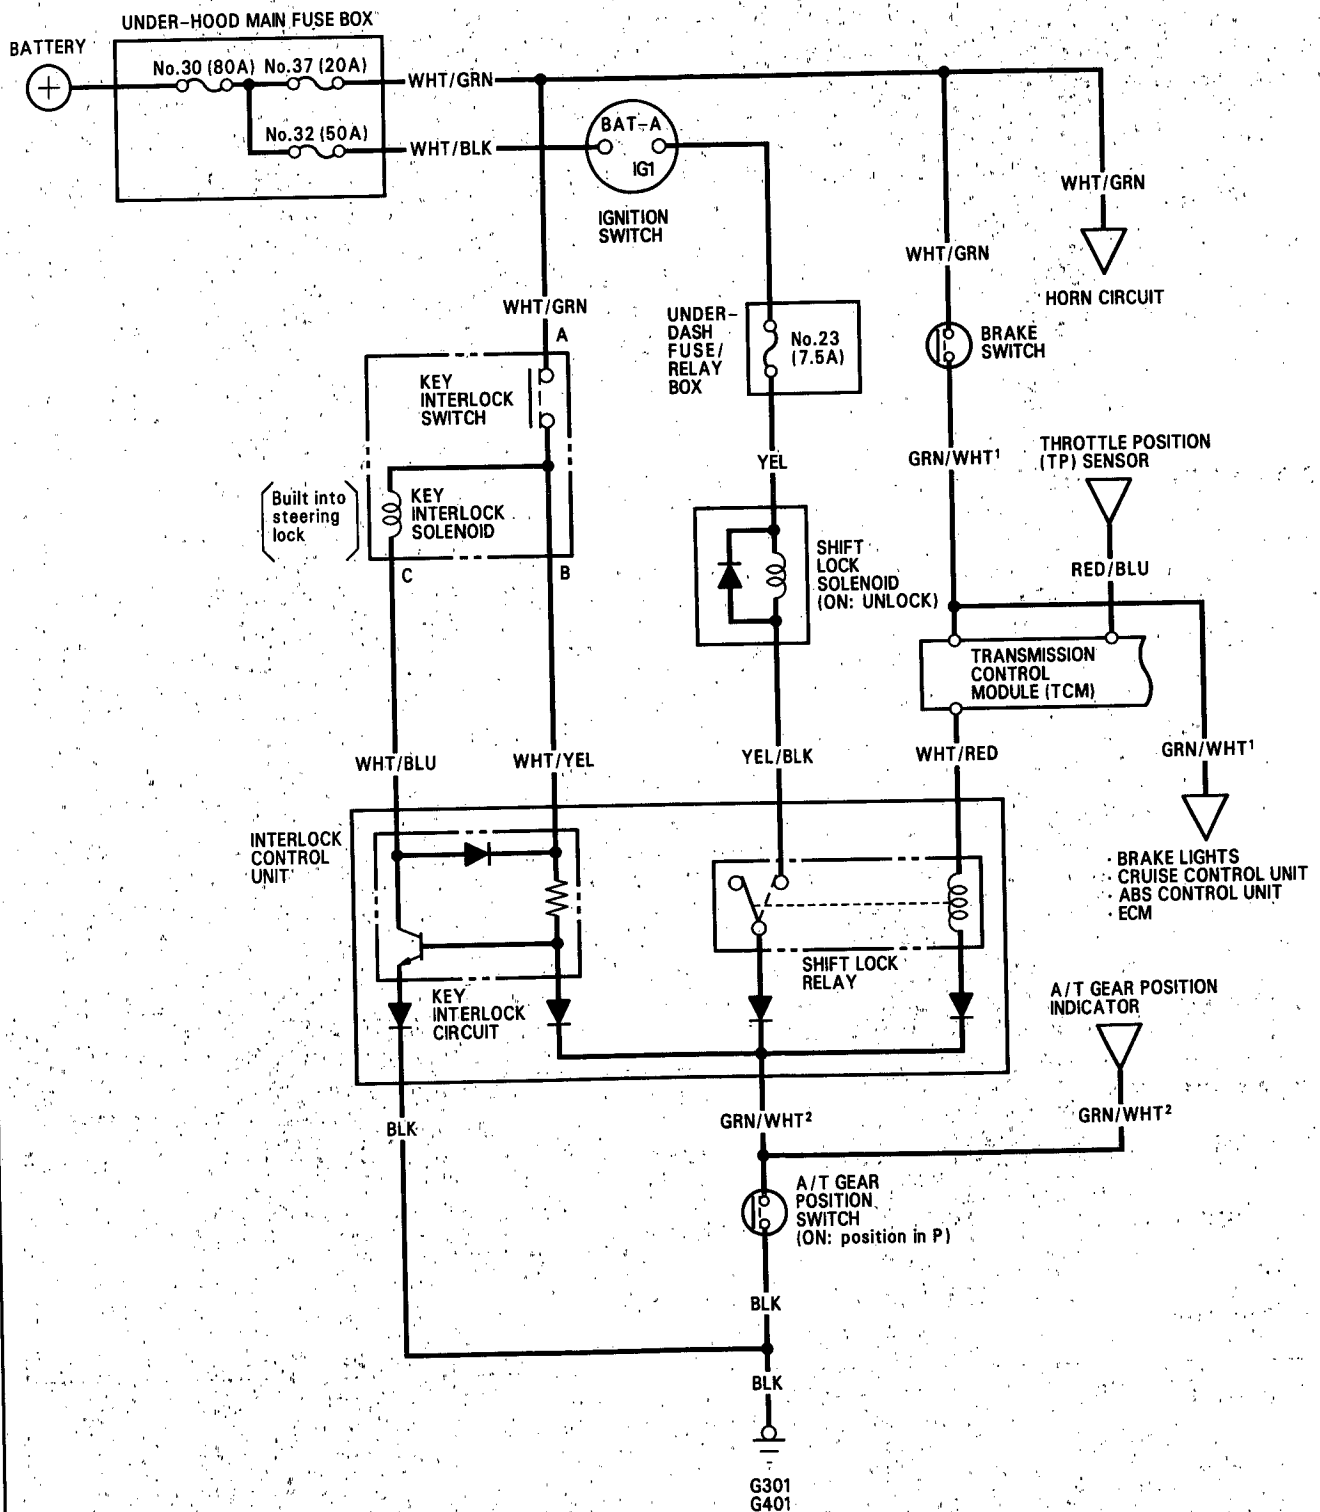 UNDER-HOOD MAIN FUSE BOX
BATTERY
No.30 (80A) No.37 (20A)
WHT/GRN
No.32 (50A)
WHT/BLK
BAT-A
IG1
IGNITION
SWITCH
WHT/GRN
WHT/GRN
HORN CIRCUIT
WHT/GRN
A
UNDER-
DASH
FUSE/
RELAY
BOX
No.23
(7.5A)
BRAKE
SWITCH
KEY
INTERLOCK
SWITCH
YEL
GRN/WHT¹
THROTTLE POSITION
(TP) SENSOR
Built into
steering
lock
KEY
INTERLOCK
SOLENOID
C
B
SHIFT
LOCK
SOLENOID
(ON: UNLOCK)
RED/BLU
TRANSMISSION
CONTROL
MODULE (TCM)
WHT/BLU
WHT/YEL
YEL/BLK
WHT/RED
GRN/WHT¹
INTERLOCK
CONTROL
UNIT
· BRAKE LIGHTS
· CRUISE CONTROL UNIT
· ABS CONTROL UNIT
· ECM
SHIFT LOCK
RELAY
KEY
INTERLOCK
CIRCUIT
A/T GEAR POSITION
INDICATOR
BLK
GRN/WHT²
GRN/WHT²
A/T GEAR
POSITION
SWITCH
(ON: position in P)
BLK
BLK
G301
G401